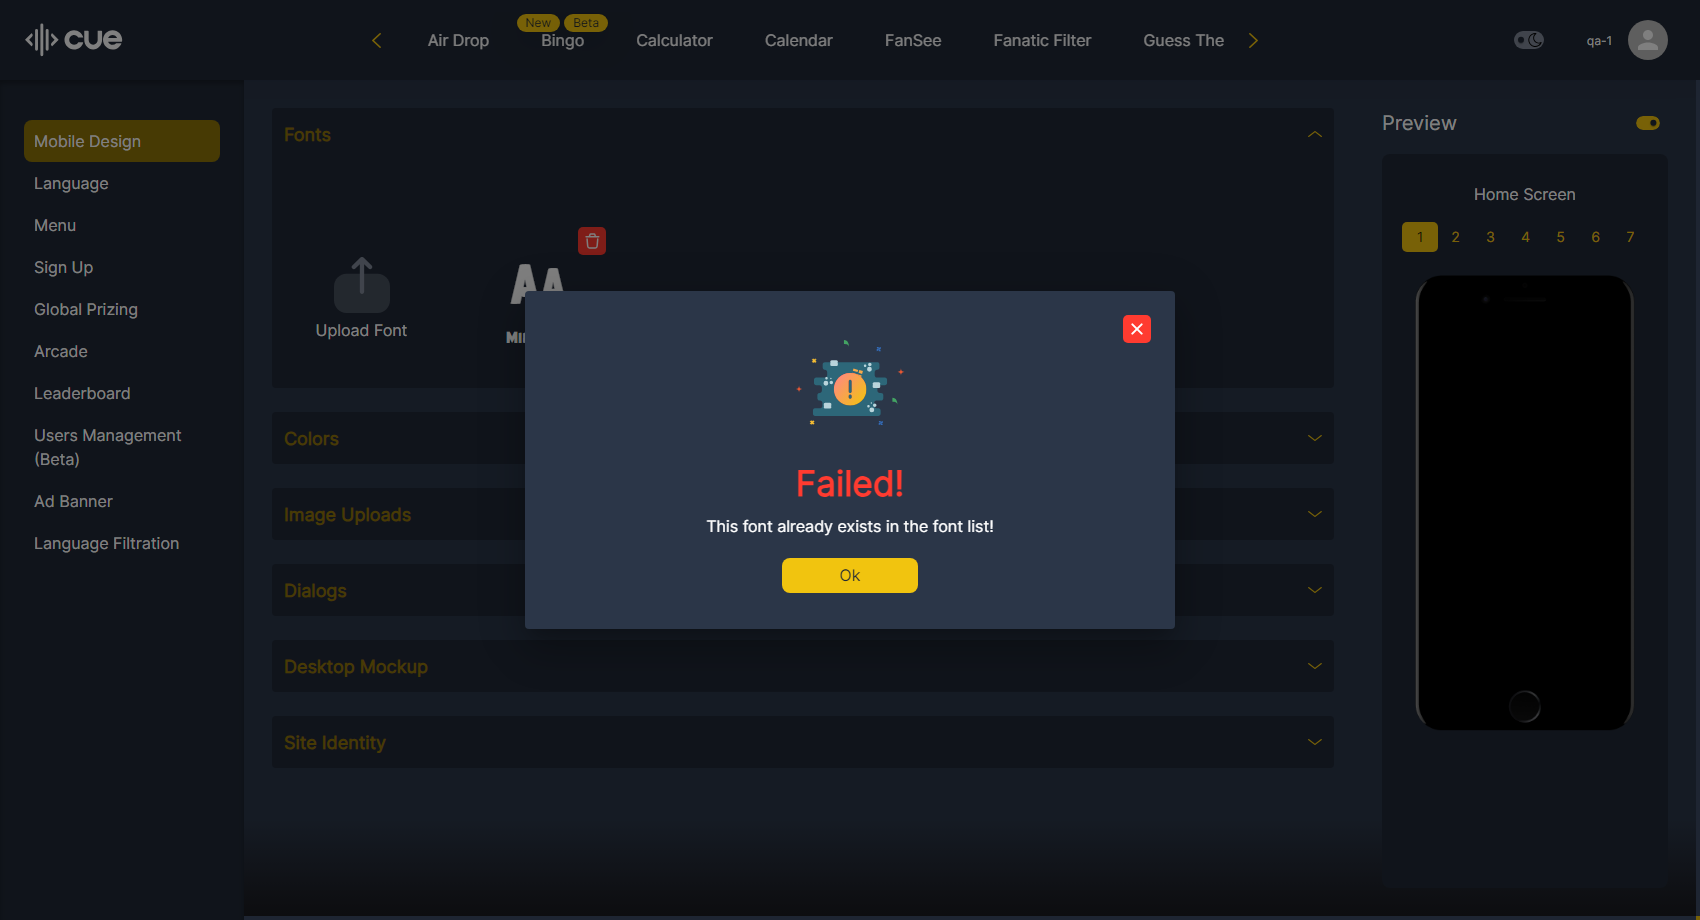 cue
New Beta
Air Drop Bingo Calculator Calendar FanSee Fanatic Filter Guess The
qa-1
Mobile Design
Language
Menu
Sign Up
Global Prizing
Arcade
Leaderboard
Users Management
(Beta)
Ad Banner
Language Filtration
Fonts
AA
Upload Font
Colors
Image Uploads
Dialogs
Desktop Mockup
Site Identity
Failed!
This font already exists in the font list!
Ok
Preview
Home Screen
1 2 3 4 5 6 7